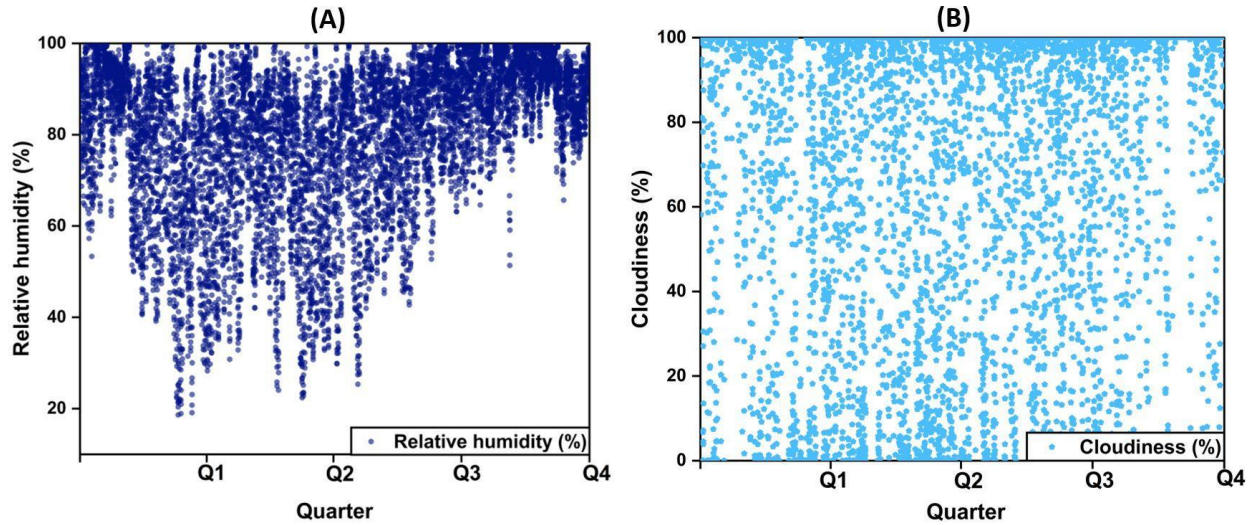 (A)
100
80
60
40
20
Relative humidity (%)
Relative humidity (%)
Q1 Q2 Q3 Q4
Quarter
(B)
100
80
60
40
20
0
Cloudiness (%)
Cloudiness (%)
Q1 Q2 Q3 Q4
Quarter